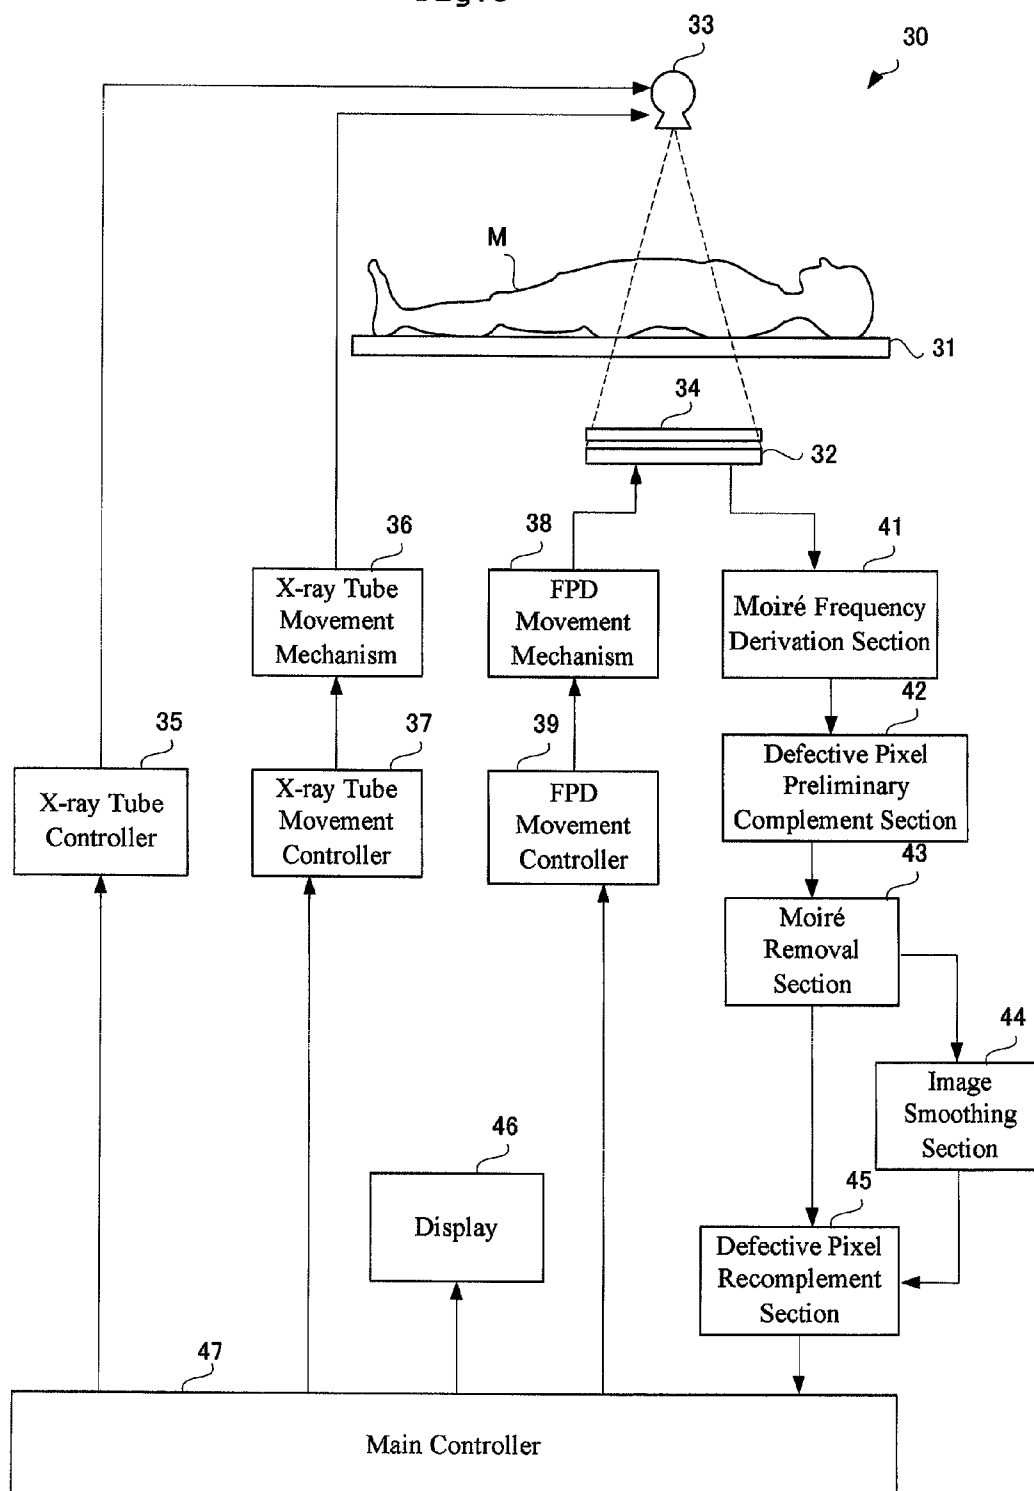 33
30
M
31
34
32
36
X-ray Tube
Movement
Mechanism
38
FPD
Movement
Mechanism
41
Moiré Frequency
Derivation Section
42
35
X-ray Tube
Controller
37
X-ray Tube
Movement
Controller
39
FPD
Movement
Controller
Defective Pixel
Preliminary
Complement Section
43
Moiré
Removal
Section
44
Image
Smoothing
Section
46
Display
45
Defective Pixel
Recomplement
Section
47
Main Controller